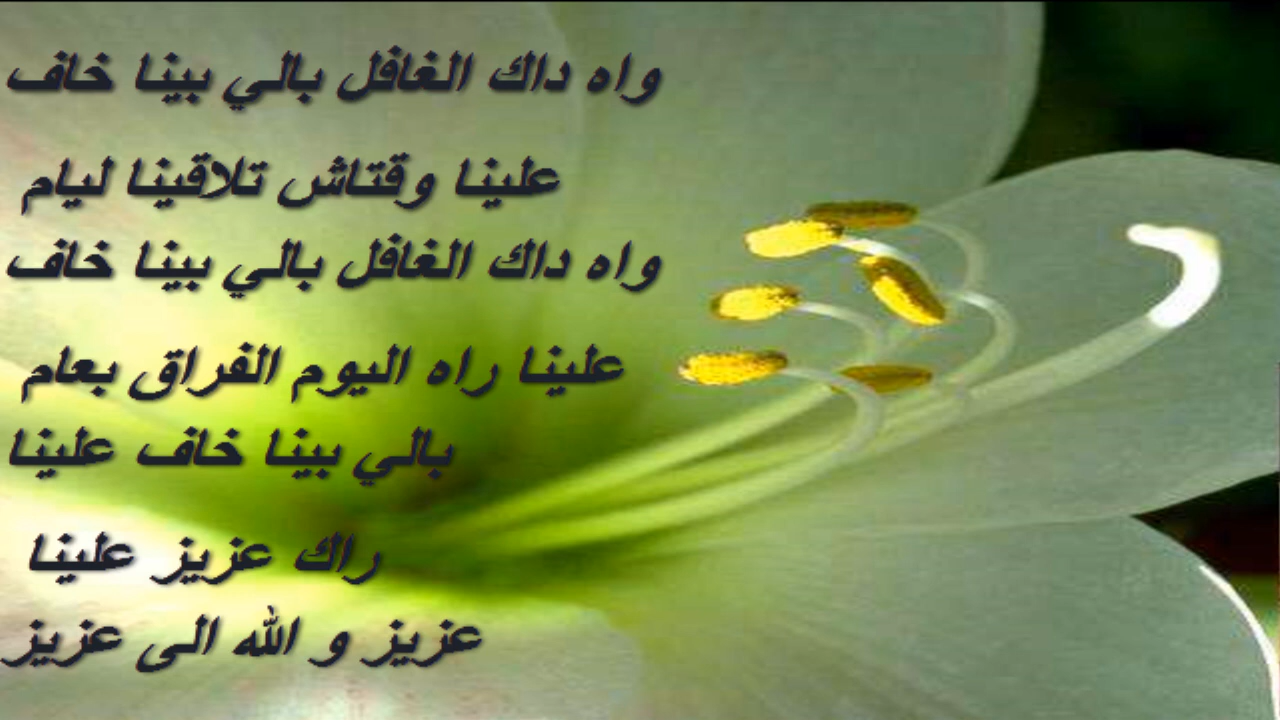 واه داك الغافل بالي بينا خاف
علينا وقتاش تلاقينا ليام
واه داك الغافل بالي بينا خاف
علينا راه اليوم الفراق بعام
بالي بينا خاف علينا
راك عزيز علينا
عزيز و الله الى عزيز